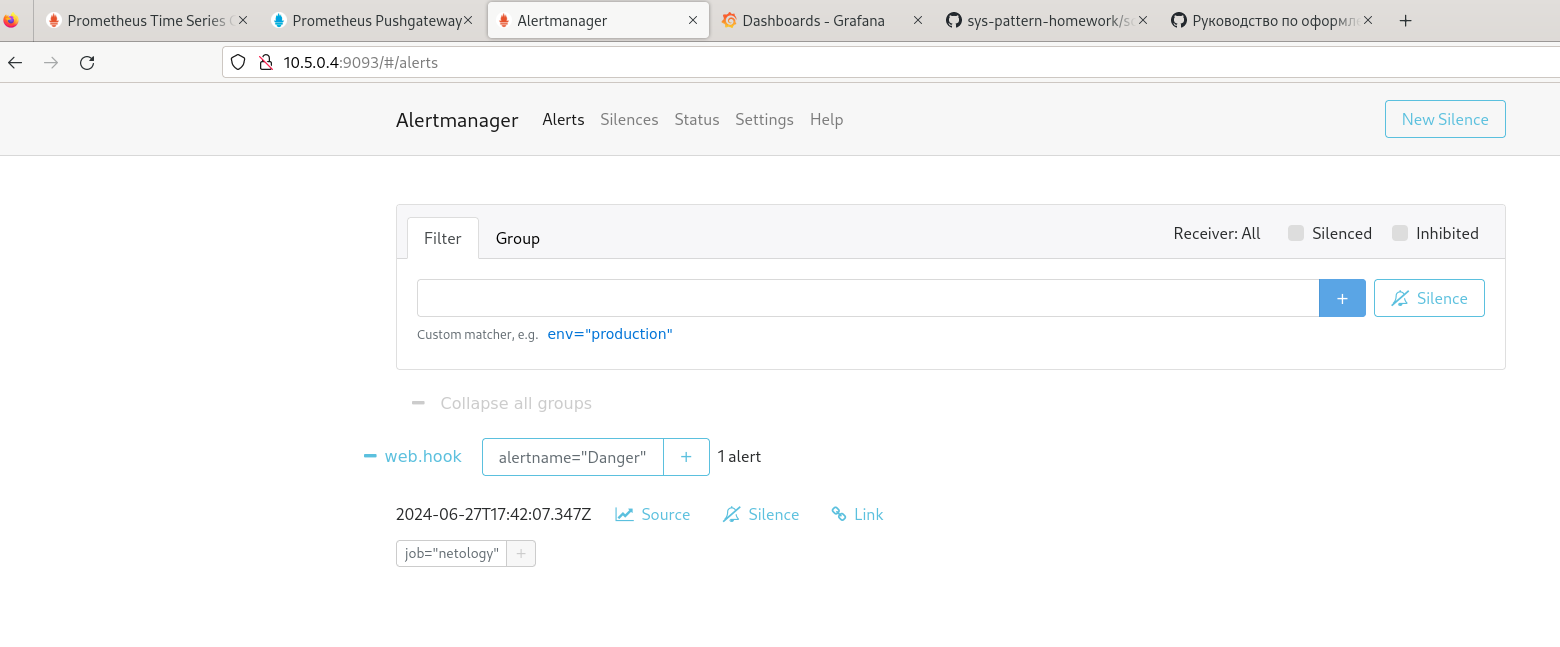 Prometheus Time Series Prometheus Pushgateway Alertmanager Dashboards - Grafana sys-pattern-homework/ Руководство по
10.5.0.4:9093/#/alerts
Alertmanager Alerts Silences Status Settings Help New Silence
Filter Group Receiver: All Silenced Inhibited
+ Silence
Custom matcher, e.g. env="production"
Collapse all groups
web.hook alertname="Danger" + 1 alert
2024-06-27T17:42:07.347Z Source Silence Link
job="netology" +